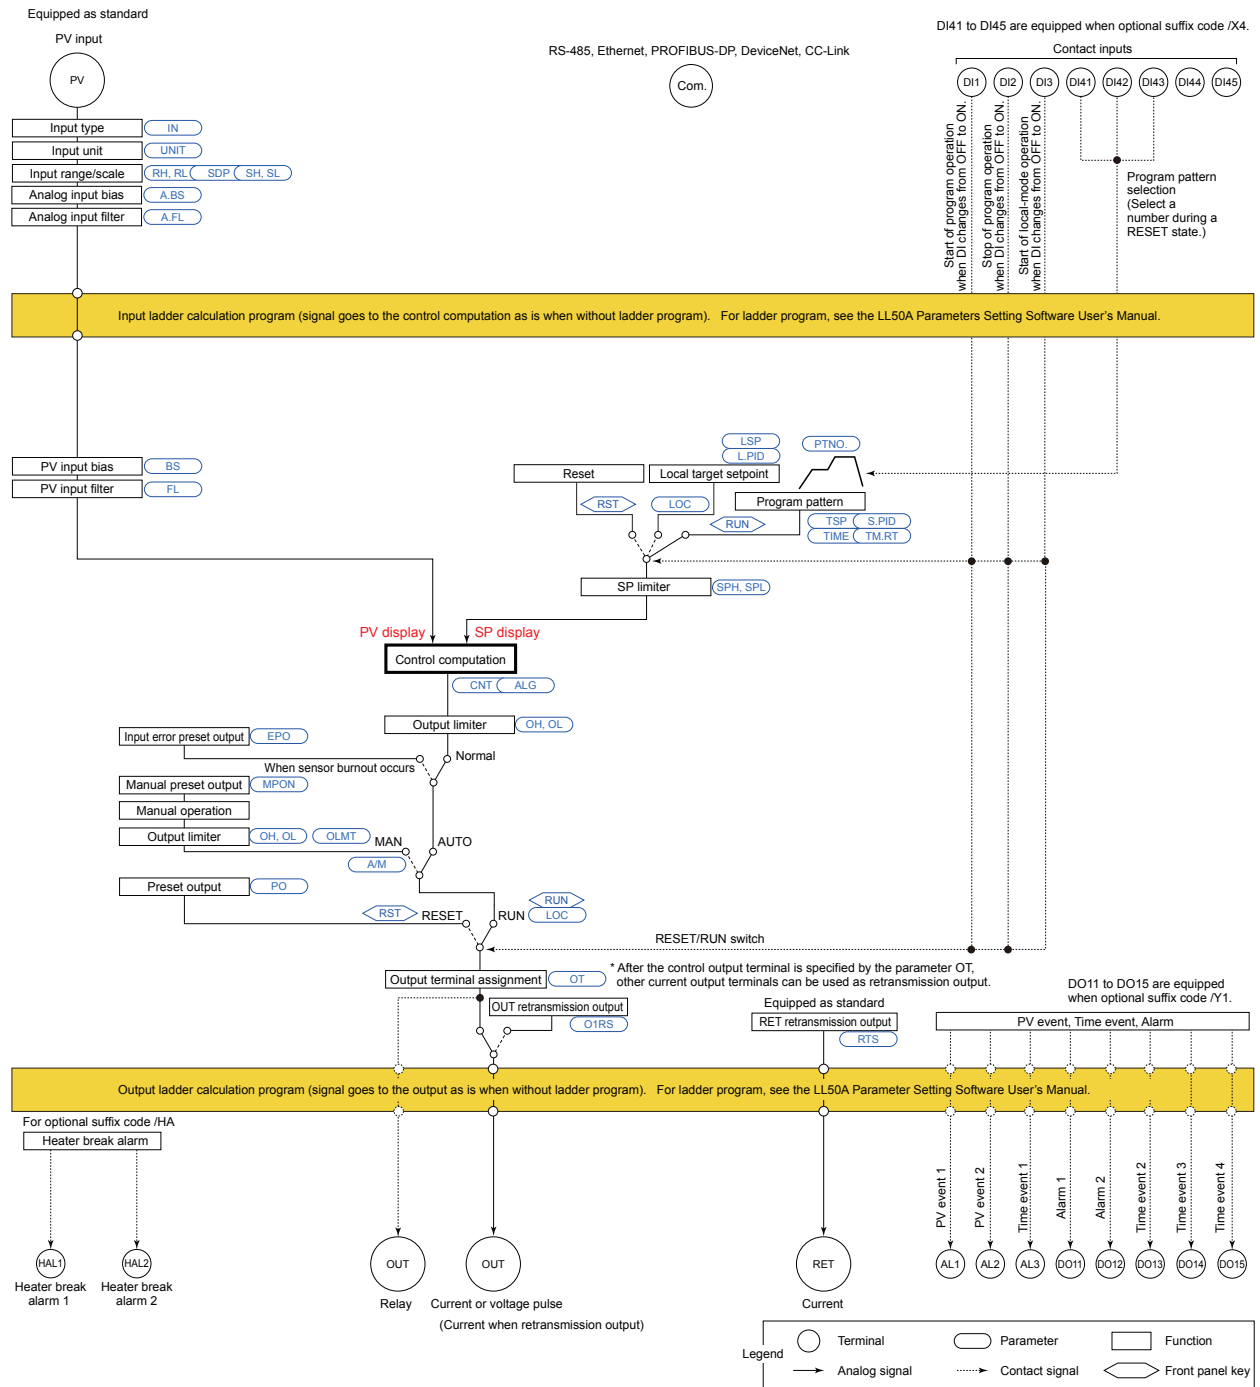 Equipped as standard
DI41 to DI45 are equipped when optional suffix code /X4.
PV input
RS-485, Ethernet, PROFIBUS-DP, DeviceNet, CC-Link
Contact inputs
PV
Com.
DI1
DI2
DI3
DI41
DI42
DI43
DI44
DI45
Input type
IN
Input unit
UNIT
Input range/scale
RH, RL
SDP
SH, SL
Analog input bias
A.BS
Analog input filter
A.FL
Start of program operation
when DI changes from OFF to ON.
Stop of program operation
when DI changes from OFF to ON.
Start of local-mode operation
when DI changes from OFF to ON.
Program pattern
selection
(Select a
number during a
RESET state.)
Input ladder calculation program (signal goes to the control computation as is when without ladder program). For ladder program, see the LL50A Parameters Setting Software User's Manual.
LSP
PTNO.
L.PID
PV input bias
BS
PV input filter
FL
Reset
Local target setpoint
Program pattern
RST
LOC
RUN
TSP
S.PID
TIME
TM.RT
SP limiter
SPH, SPL
PV display
SP display
Control computation
CNT
ALG
Output limiter
OH, OL
Input error preset output
EPO
Normal
When sensor burnout occurs
Manual preset output
MPON
Manual operation
Output limiter
OH, OL
OLMT
MAN
AUTO
A/M
Preset output
PO
RUN
RST
RESET
RUN
LOC
RESET/RUN switch
Output terminal assignment
OT
* After the control output terminal is specified by the parameter OT,
other current output terminals can be used as retransmission output.
DO11 to DO15 are equipped
when optional suffix code /Y1.
OUT retransmission output
O1RS
Equipped as standard
RET retransmission output
RTS
PV event, Time event, Alarm
Output ladder calculation program (signal goes to the output as is when without ladder program). For ladder program, see the LL50A Parameter Setting Software User's Manual.
For optional suffix code /HA
Heater break alarm
PV event 1
PV event 2
Time event 1
Alarm 1
Alarm 2
Time event 2
Time event 3
Time event 4
HAL1
HAL2
OUT
OUT
RET
AL1
AL2
AL3
DO11
DO12
DO13
DO14
DO15
Heater break
alarm 1
Heater break
alarm 2
Relay
Current or voltage pulse
(Current when retransmission output)
Current
Legend
Terminal
Parameter
Function
Analog signal
Contact signal
Front panel key